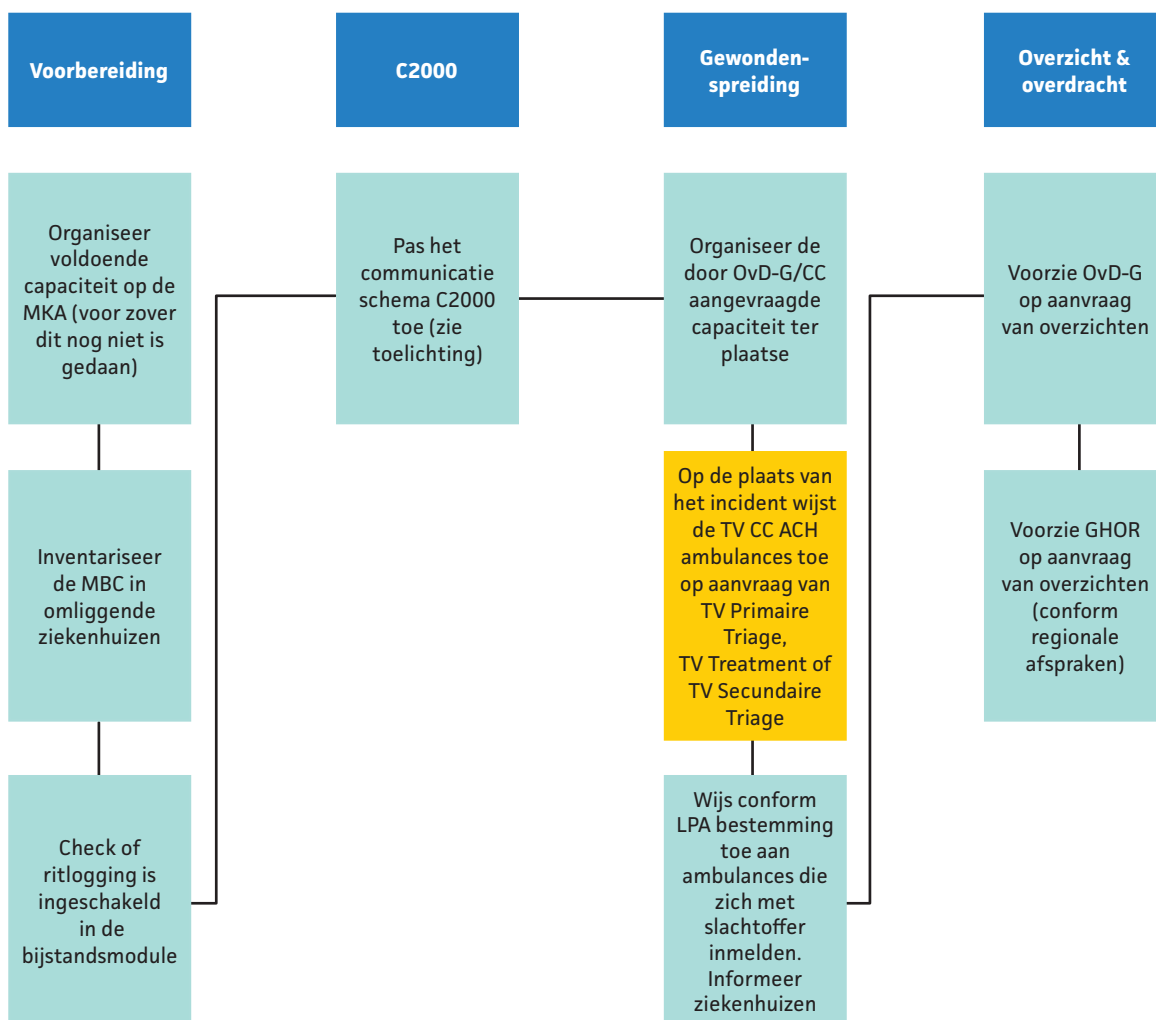 Voorbereiding
Organiseer
voldoende
capaciteit op de
MKA (voor zover
dit nog niet is
gedaan)
Inventariseer
de MBC in
omliggende
ziekenhuizen
Check of
ritlogging is
ingeschakeld
in de
bijstandsmodule
C2000
Pas het
communicatie
schema C2000
toe (zie
toelichting)
Gewonden-
spreiding
Organiseer de
door OvD-G/CC
aangevraagde
capaciteit ter
plaatse
Op de plaats van
het incident wijst
de TV CC ACH
ambulances toe
op aanvraag van
TV Primaire
Triage,
TV Treatment of
TV Secundaire
Triage
Wijs conform
LPA bestemming
toe aan
ambulances die
zich met
slachtoffer
inmelden.
Informeer
ziekenhuizen
Overzicht &
overdracht
Voorzie OvD-G
op aanvraag
van overzichten
Voorzie GHOR
op aanvraag
van overzichten
(conform
regionale
afspraken)